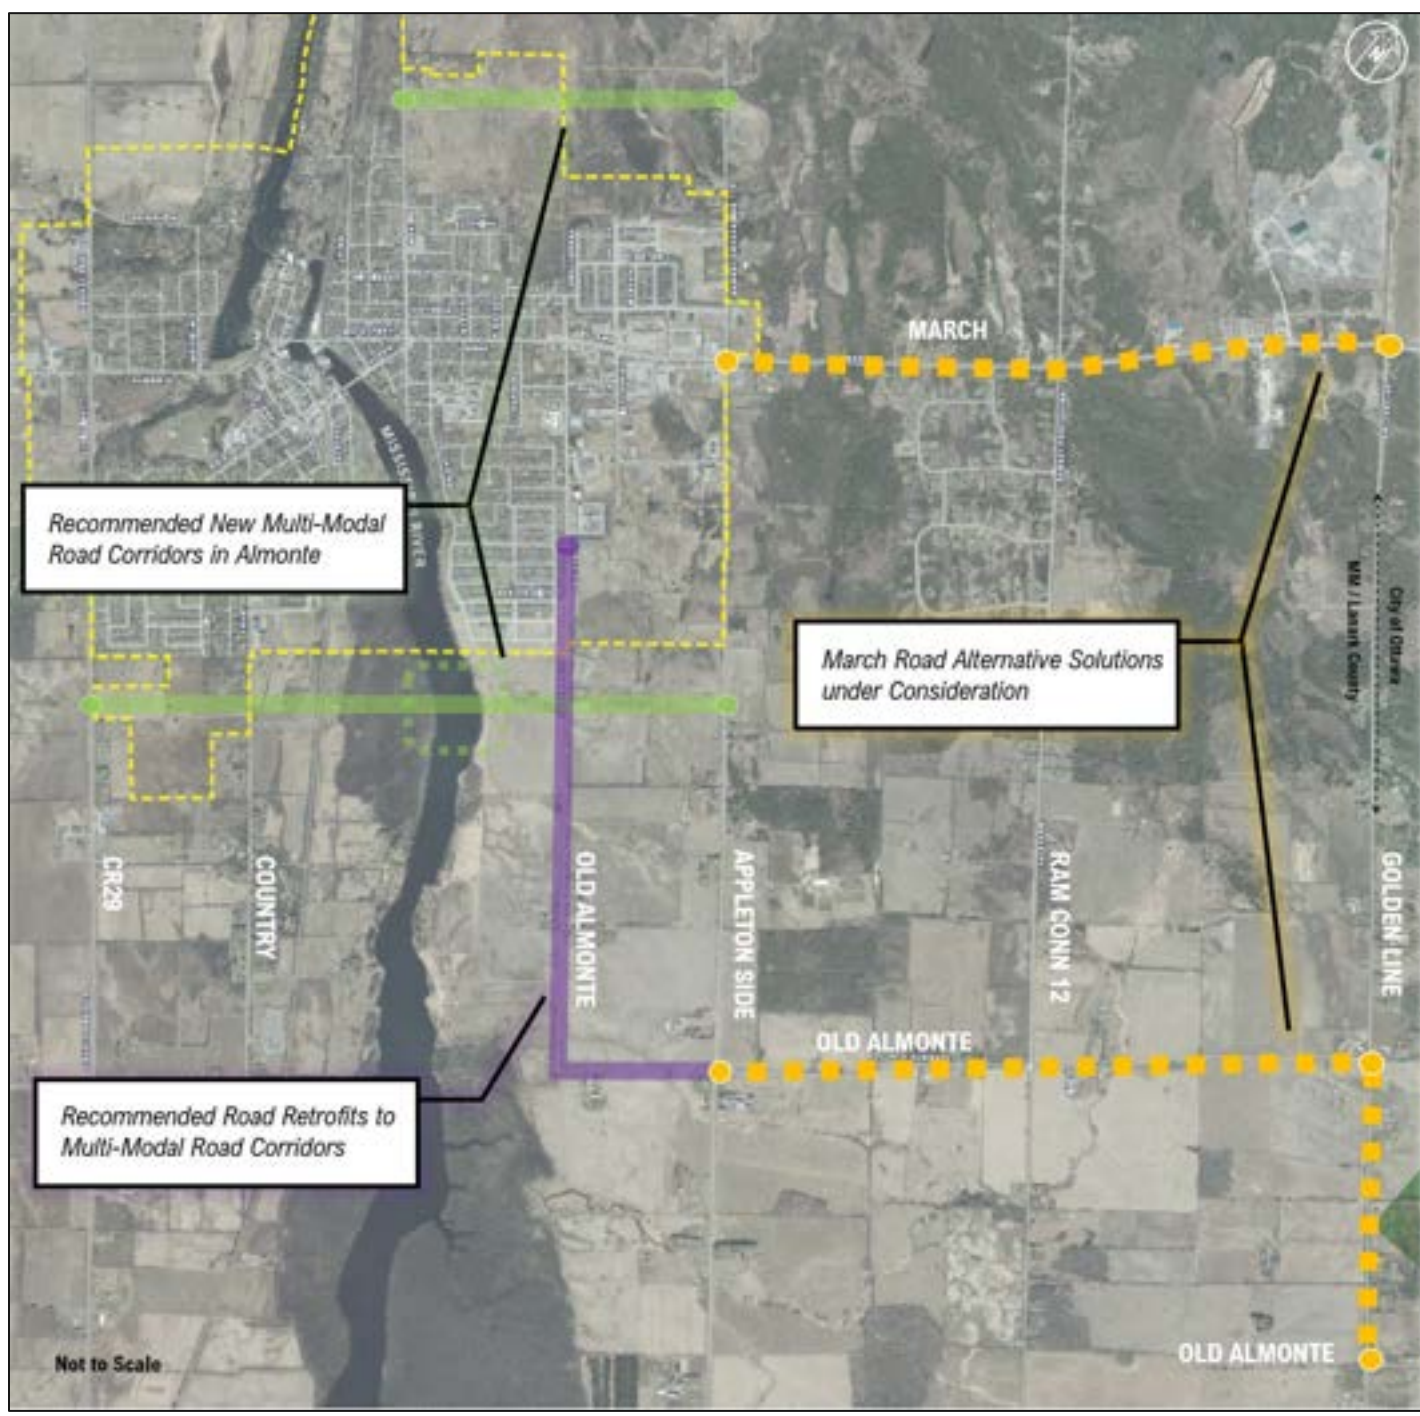 MARCH
MISSISSIPPI RIVER
Recommended New Multi-Modal
Road Corridors in Almonte
City of Ottawa
MM / Lanark County
March Road Alternative Solutions
under Consideration
CR29
COUNTRY
OLD ALMONTE
APPLETON SIDE
RAM CONN 12
GOLDEN LINE
OLD ALMONTE
Recommended Road Retrofits to
Multi-Modal Road Corridors
OLD ALMONTE
Not to Scale